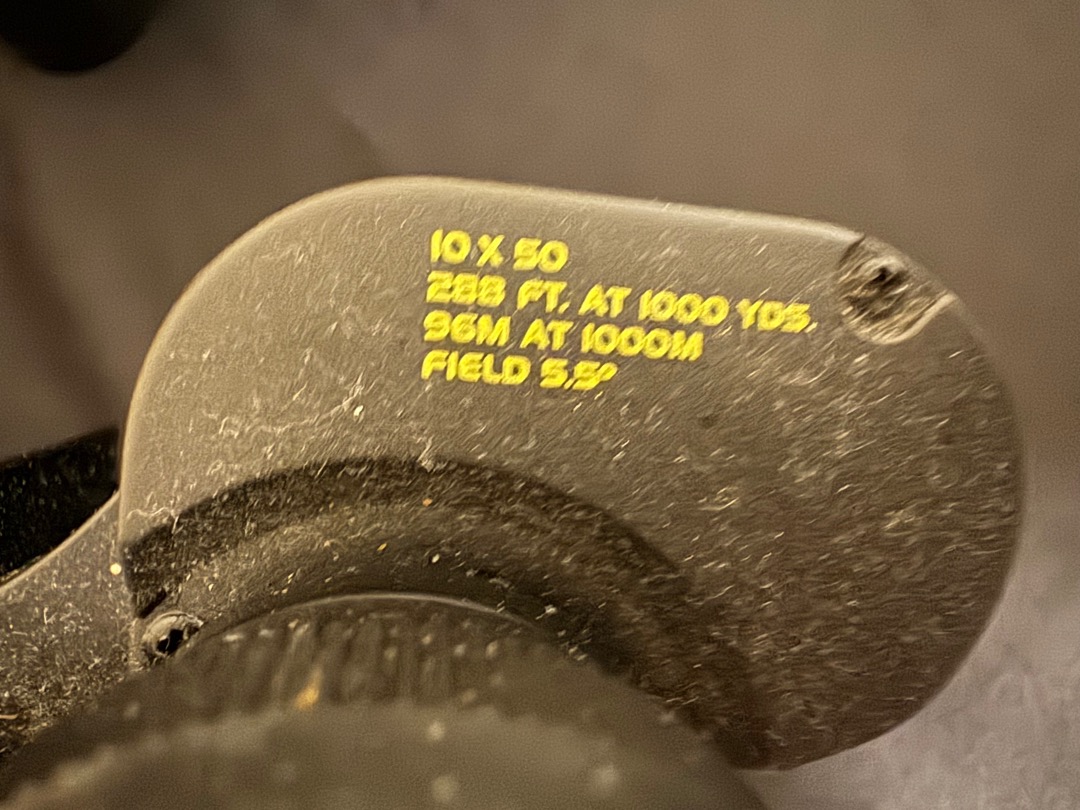 10 X 50
288 FT. AT 1000 YDS.
96M AT 1000M
FIELD 5.5°